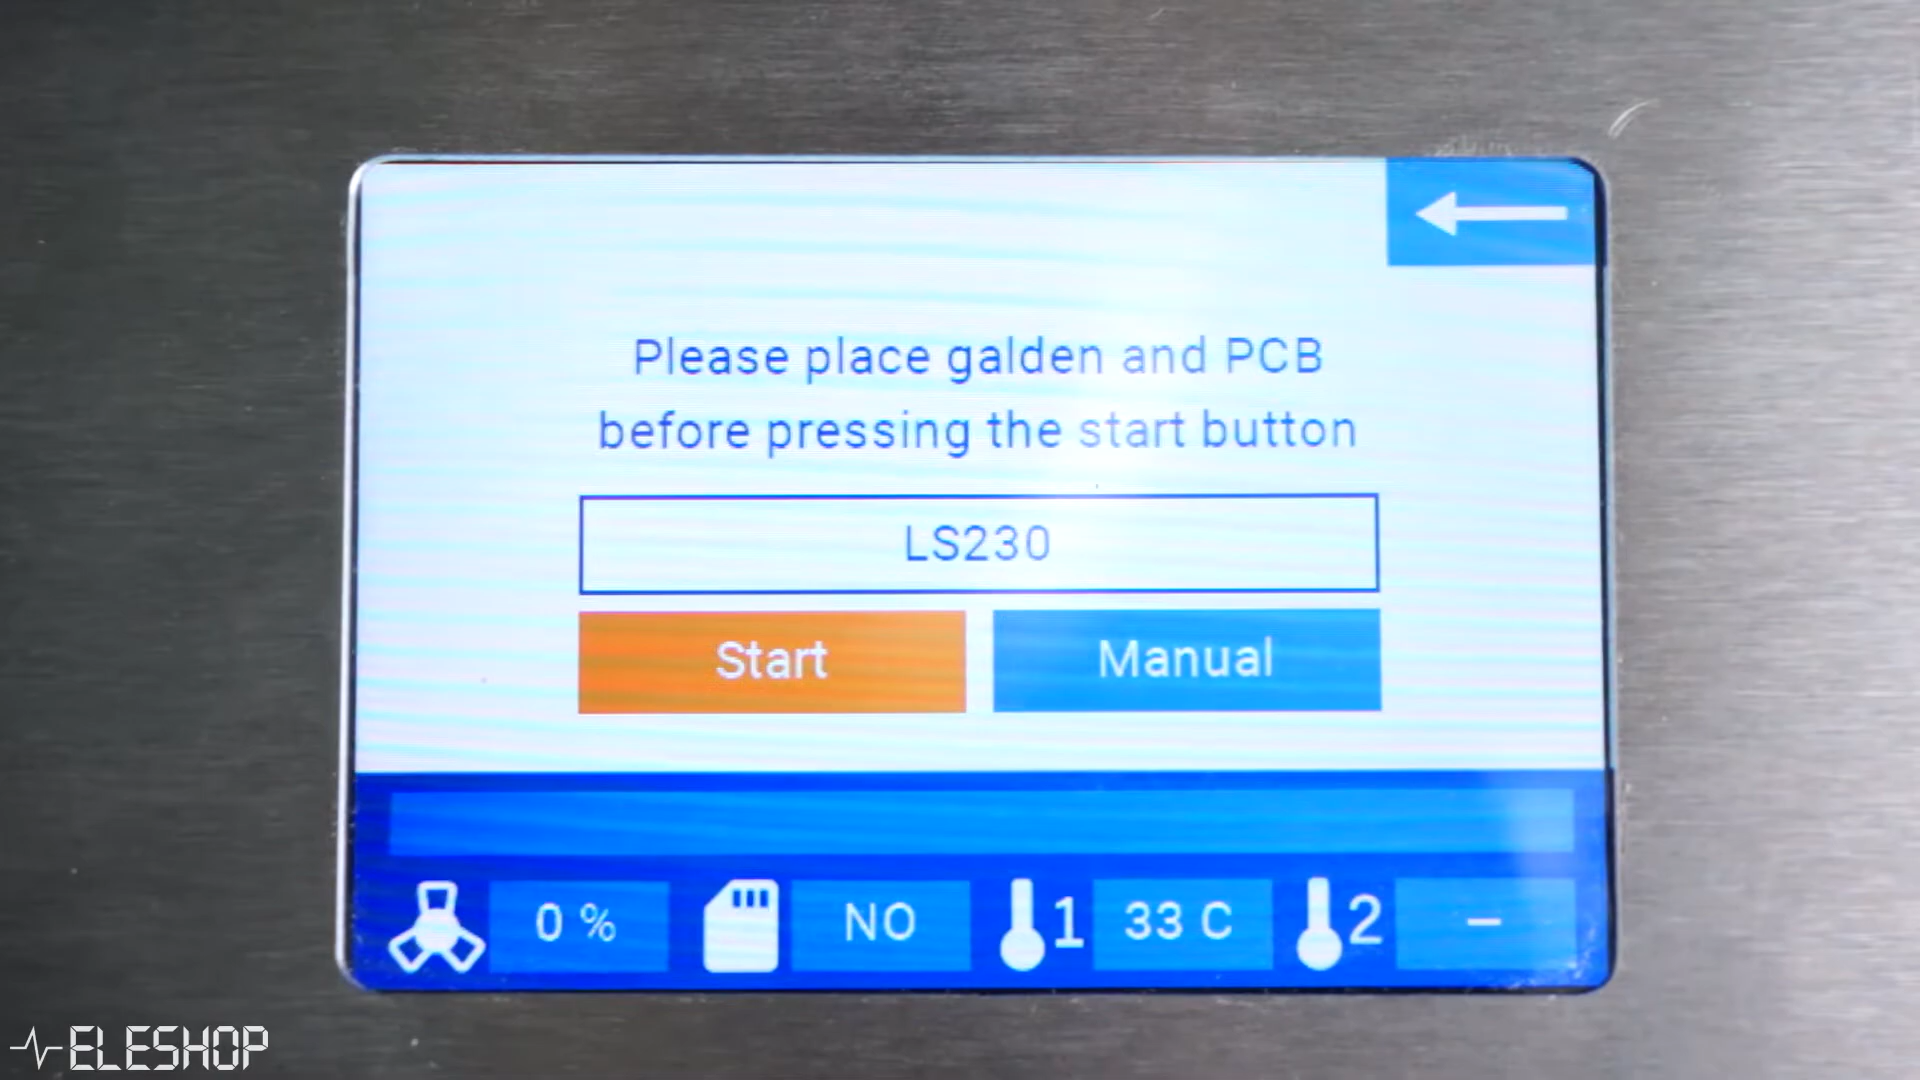 Please place galden and PCB
before pressing the start button
LS230
Start Manual
0 % NO 1 33 C 2 –
ELESHOP